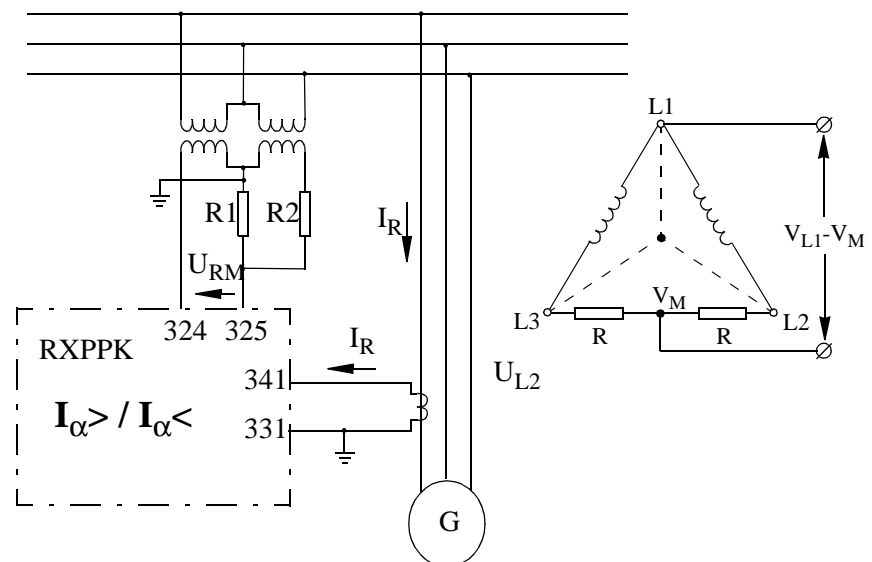 L1
R1
R2
I_R
V_L1-V_M
U_RM
324
325
V_M
L3
L2
R
R
RXPPK
I_R
341
U_L2
I_α> / I_α<
331
G